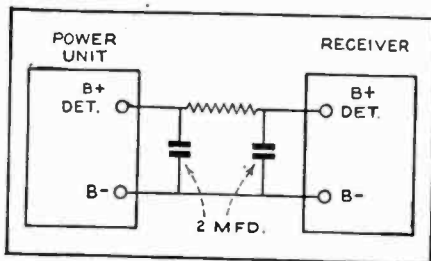 POWER
UNIT
B+
DET.
B-
RECEIVER
B+
DET.
B-
2 MFD.